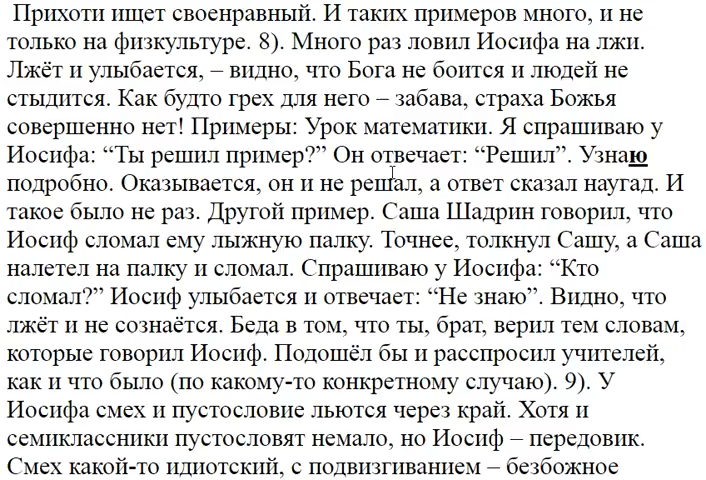 Прихоти ищет своенравный. И таких примеров много, и не
только на физкультуре. 8). Много раз ловил Иосифа на лжи.
Лжёт и улыбается, – видно, что Бога не боится и людей не
стыдится. Как будто грех для него – забава, страха Божья
совершенно нет! Примеры: Урок математики. Я спрашиваю у
Иосифа: “Ты решил пример?” Он отвечает: “Решил”. Узнаю
подробно. Оказывается, он и не решал, а ответ сказал наугад. И
такое было не раз. Другой пример. Саша Шадрин говорил, что
Иосиф сломал ему лыжную палку. Точнее, толкнул Сашу, а Саша
налетел на палку и сломал. Спрашиваю у Иосифа: “Кто
сломал?” Иосиф улыбается и отвечает: “Не знаю”. Видно, что
лжёт и не сознаётся. Беда в том, что ты, брат, верил тем словам,
которые говорил Иосиф. Подошёл бы и расспросил учителей,
как и что было (по какому-то конкретному случаю). 9). У
Иосифа смех и пустословие льются через край. Хотя и
семиклассники пустословят немало, но Иосиф – передовик.
Смех какой-то идиотский, с подвизгиванием – безбожное